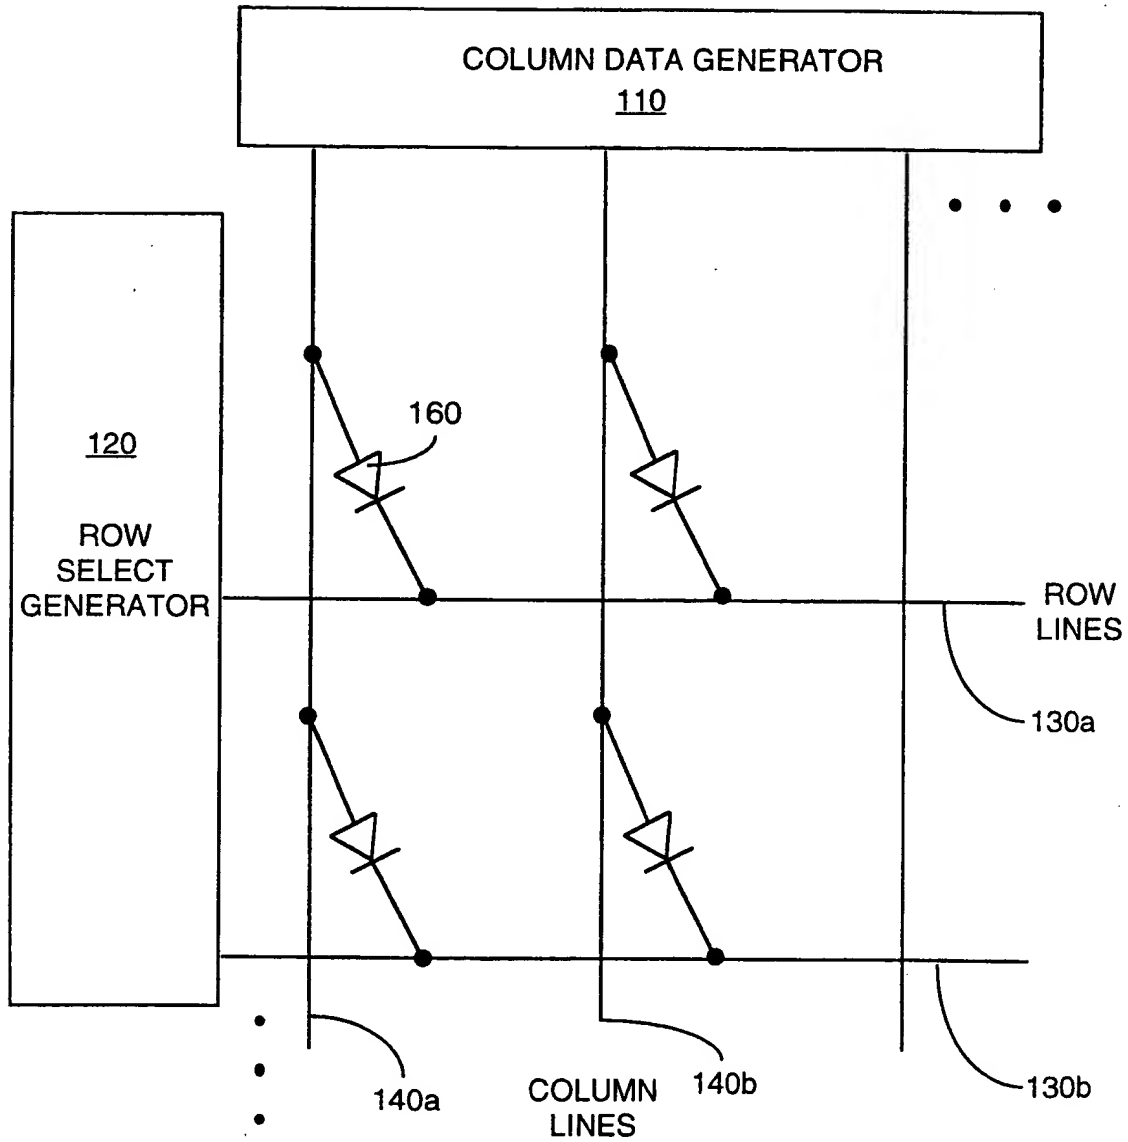 COLUMN DATA GENERATOR
110
160
120
ROW
SELECT
GENERATOR
ROW
LINES
130a
140a
COLUMN
LINES
140b
130b